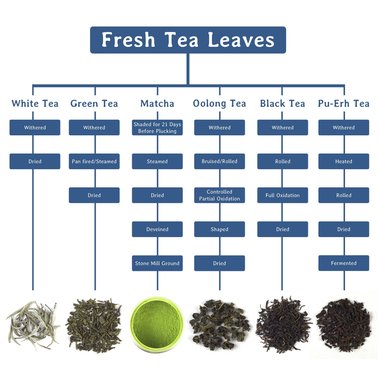 Fresh Tea Leaves
White Tea
Green Tea
Matcha
Oolong Tea
Black Tea
Pu-Erh Tea
Withered
Withered
Shaded for 21 Days
Before Plucking
Withered
Withered
Withered
Dried
Pan fired/Steamed
Steamed
Bruised/Rolled
Rolled
Heated
Dried
Dried
Controlled
Partial Oxidation
Full Oxidation
Rolled
Develned
Shaped
Dried
Dried
Stone Mill Ground
Dried
Fermented